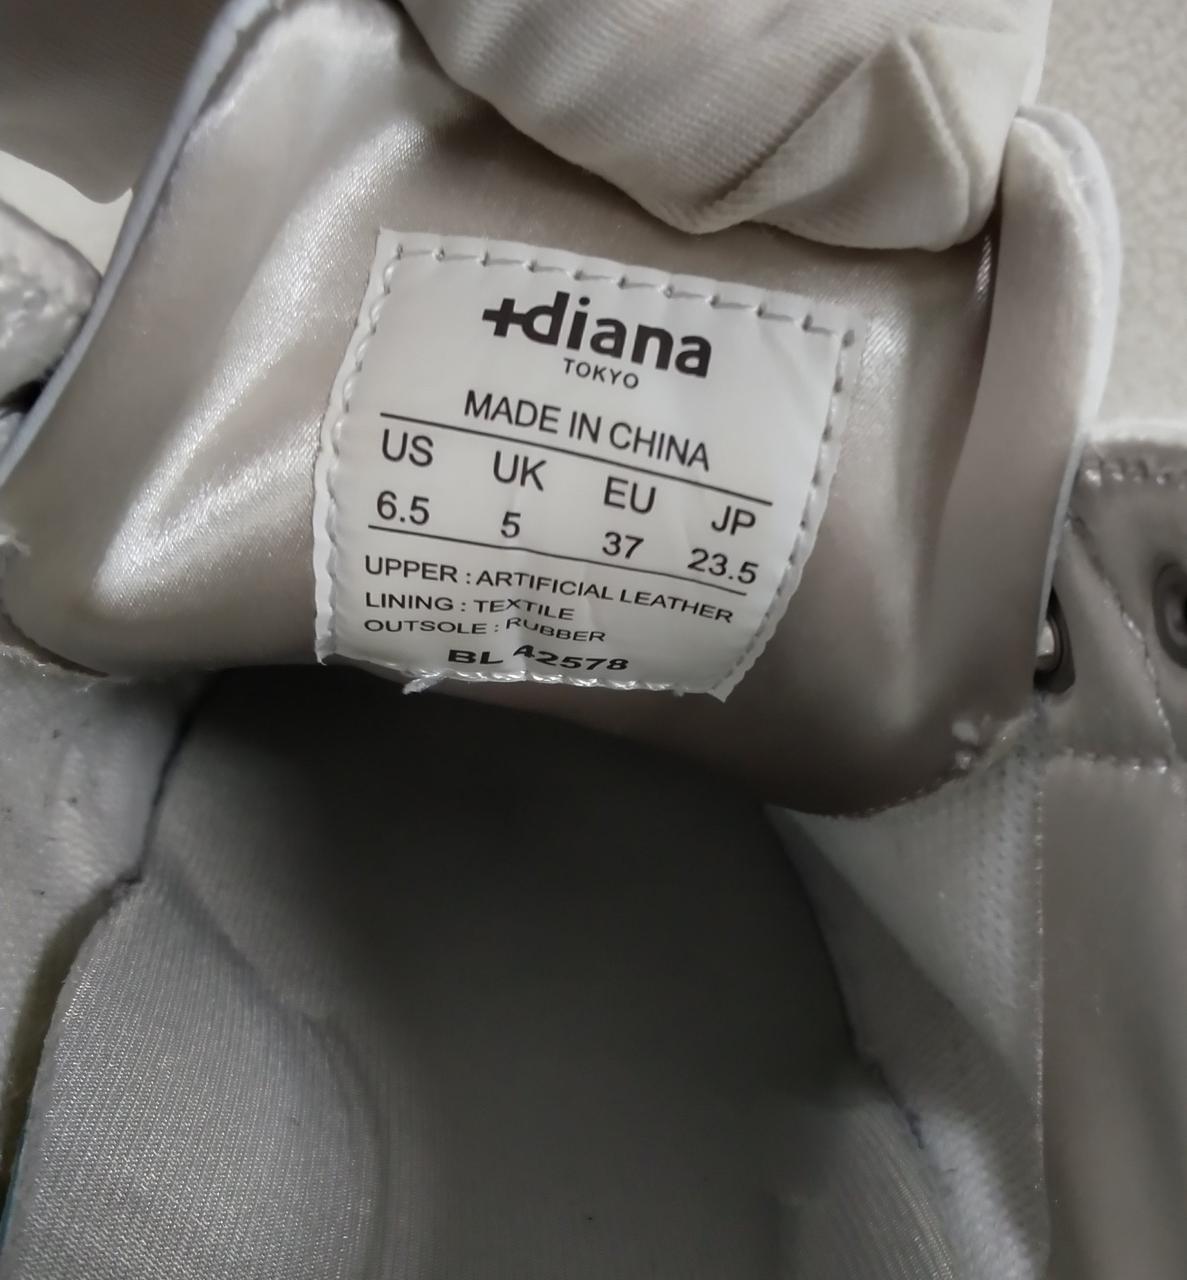 +diana
TOKYO
MADE IN CHINA
US UK EU JP
6.5 5 37 23.5
UPPER : ARTIFICIAL LEATHER
LINING : TEXTILE
OUTSOLE : RUBBER
BL 42578